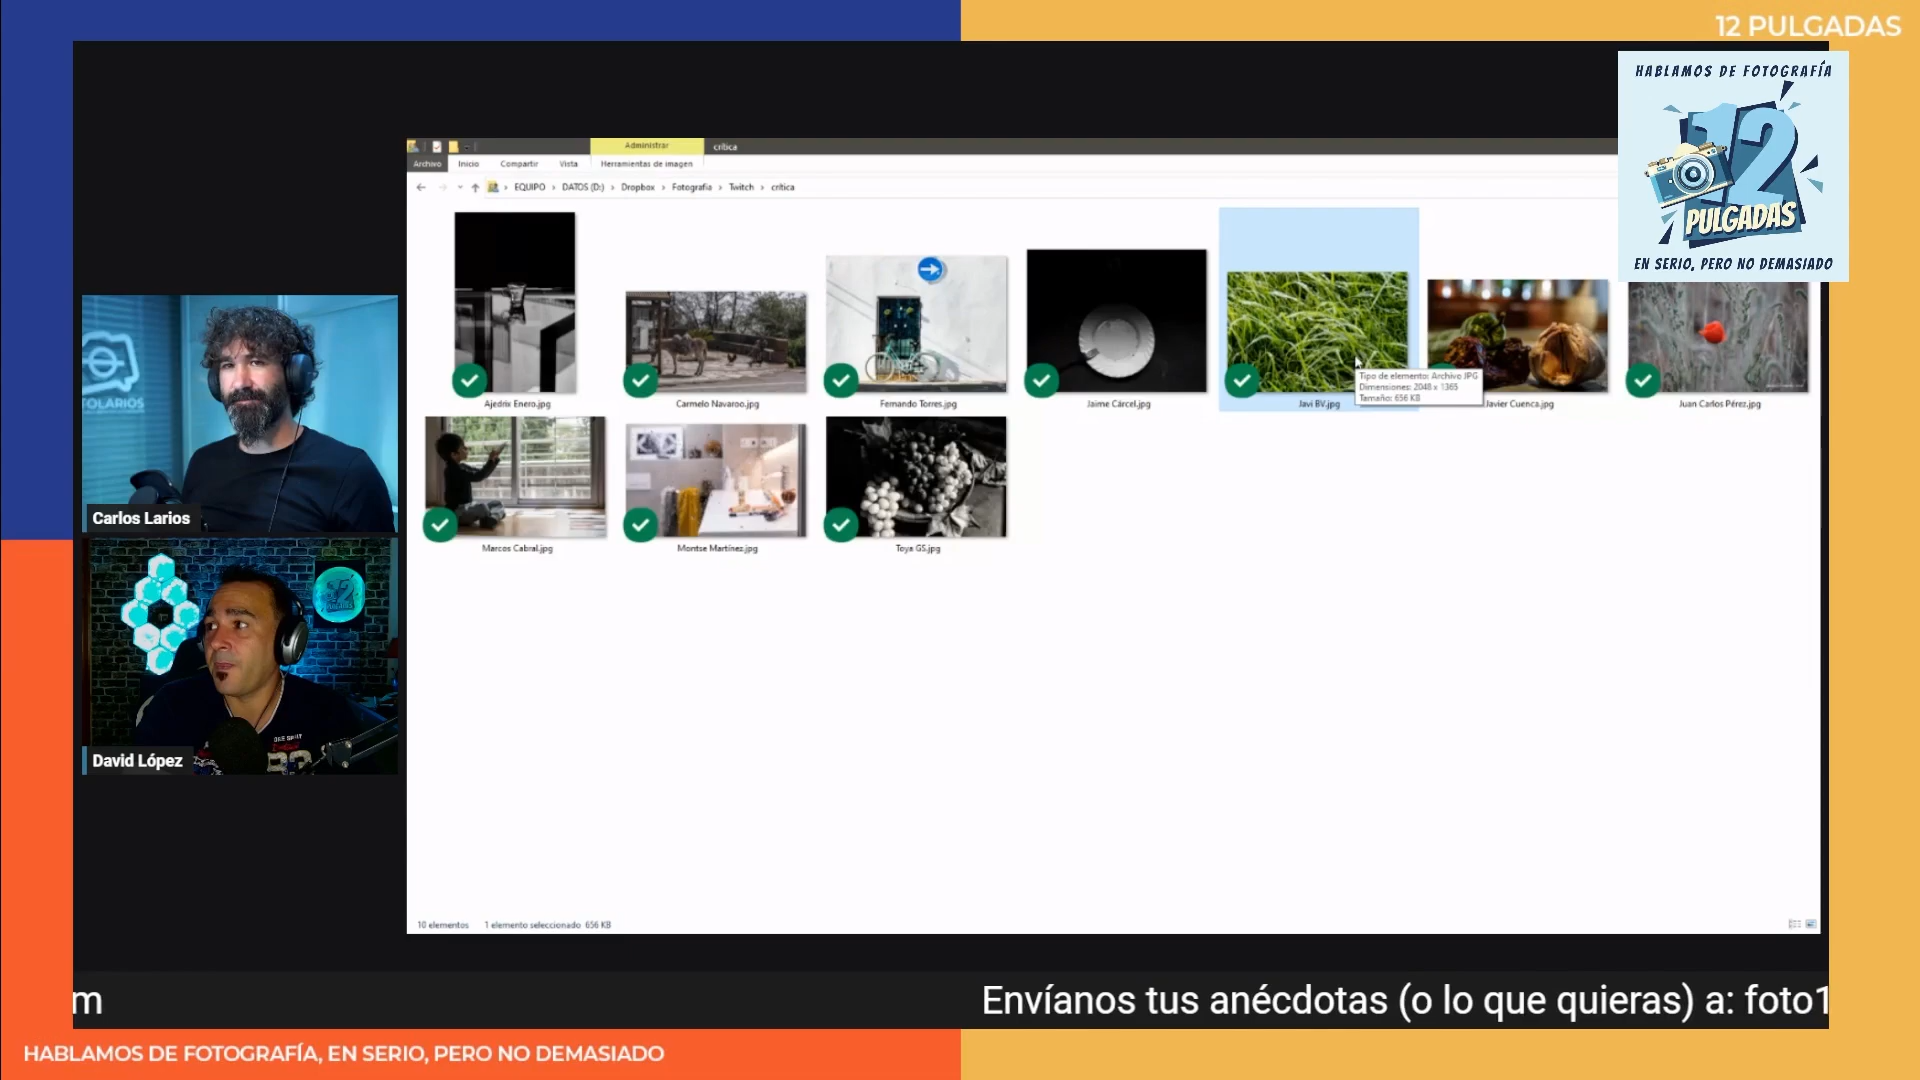 12 PULGADAS
HABLAMOS DE FOTOGRAFÍA
12
PULGADAS
EN SERIO, PERO NO DEMASIADO
Administrar
crítica
Archivo
Inicio
Compartir
Vista
Herramientas de imagen
EQUIPO > DATOS (D:) > Dropbox > Fotografía > Twitch > crítica
Ajedrix Enero.jpg
Carmelo Navaroo.jpg
Fernando Torres.jpg
Jaime Cárcel.jpg
Javi BV.jpg
Javier Cuenca.jpg
Juan Carlos Pérez.jpg
Tipo de elemento: Archivo JPG
Dimensiones: 2048 x 1365
Tamaño: 656 KB
Marcos Cabral.jpg
Montse Martínez.jpg
Toya GS.jpg
TOLARIOS
Carlos Larios
David López
10 elementos
1 elemento seleccionado 656 KB
m
Envíanos tus anécdotas (o lo que quieras) a: foto1
HABLAMOS DE FOTOGRAFÍA, EN SERIO, PERO NO DEMASIADO